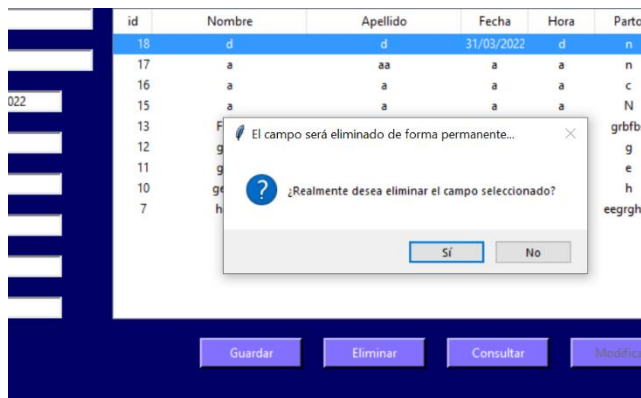 id Nombre Apellido Fecha Hora Parto
18 d d 31/03/2022 d n
17 a aa a a n
022
16 a a a a c
15 a a a a N
13 F grbfb
El campo será eliminado de forma permanente...
12 g g
11 g e
10 ge h
¿Realmente desea eliminar el campo seleccionado?
7 h eegrgh
Sí No
Guardar Eliminar Consultar Modifica